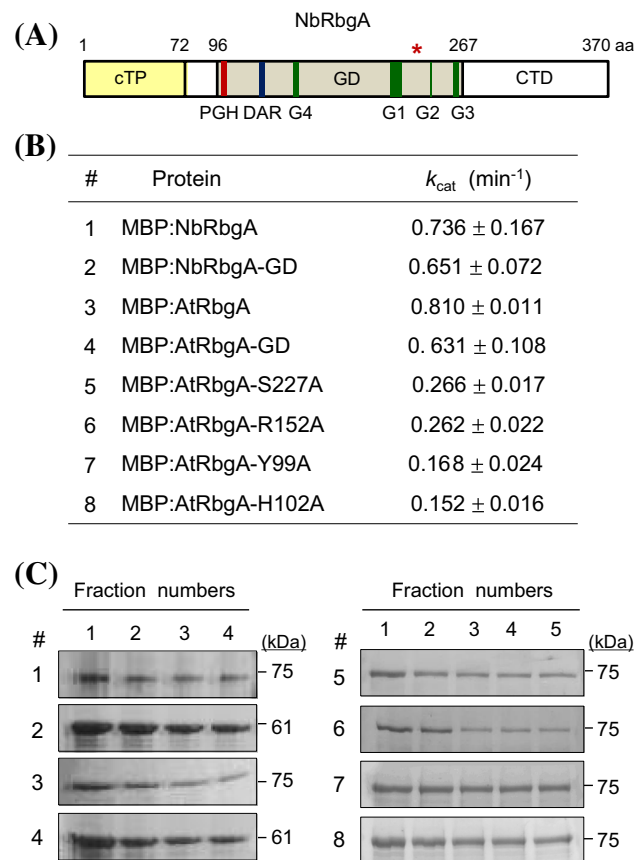 (A)
NbRbgA
1 72 96 * 267 370 aa
cTP GD CTD
PGH DAR G4 G1 G2 G3
(B)
# Protein kcat (min-1)
1 MBP:NbRbgA 0.736 ± 0.167
2 MBP:NbRbgA-GD 0.651 ± 0.072
3 MBP:AtRbgA 0.810 ± 0.011
4 MBP:AtRbgA-GD 0. 631 ± 0.108
5 MBP:AtRbgA-S227A 0.266 ± 0.017
6 MBP:AtRbgA-R152A 0.262 ± 0.022
7 MBP:AtRbgA-Y99A 0.168 ± 0.024
8 MBP:AtRbgA-H102A 0.152 ± 0.016
(C)
Fraction numbers
# 1 2 3 4 (kDa)
1 75
2 61
3 75
4 61
Fraction numbers
# 1 2 3 4 5 (kDa)
5 75
6 75
7 75
8 75